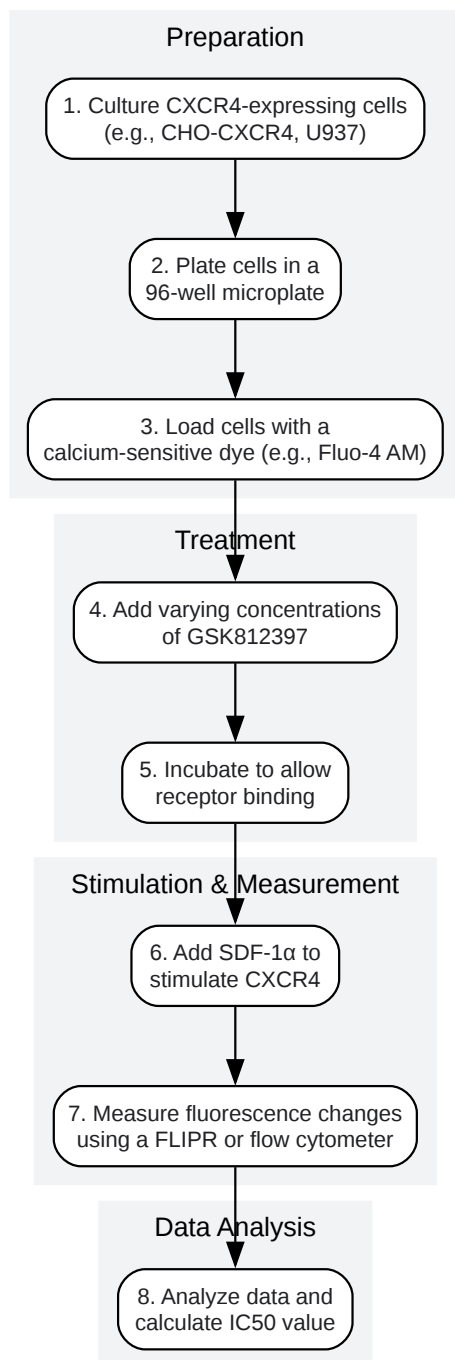 Preparation
1. Culture CXCR4-expressing cells
(e.g., CHO-CXCR4, U937)
2. Plate cells in a
96-well microplate
3. Load cells with a
calcium-sensitive dye (e.g., Fluo-4 AM)
Treatment
4. Add varying concentrations
of GSK812397
5. Incubate to allow
receptor binding
Stimulation & Measurement
6. Add SDF-1α to
stimulate CXCR4
7. Measure fluorescence changes
using a FLIPR or flow cytometer
Data Analysis
8. Analyze data and
calculate IC50 value